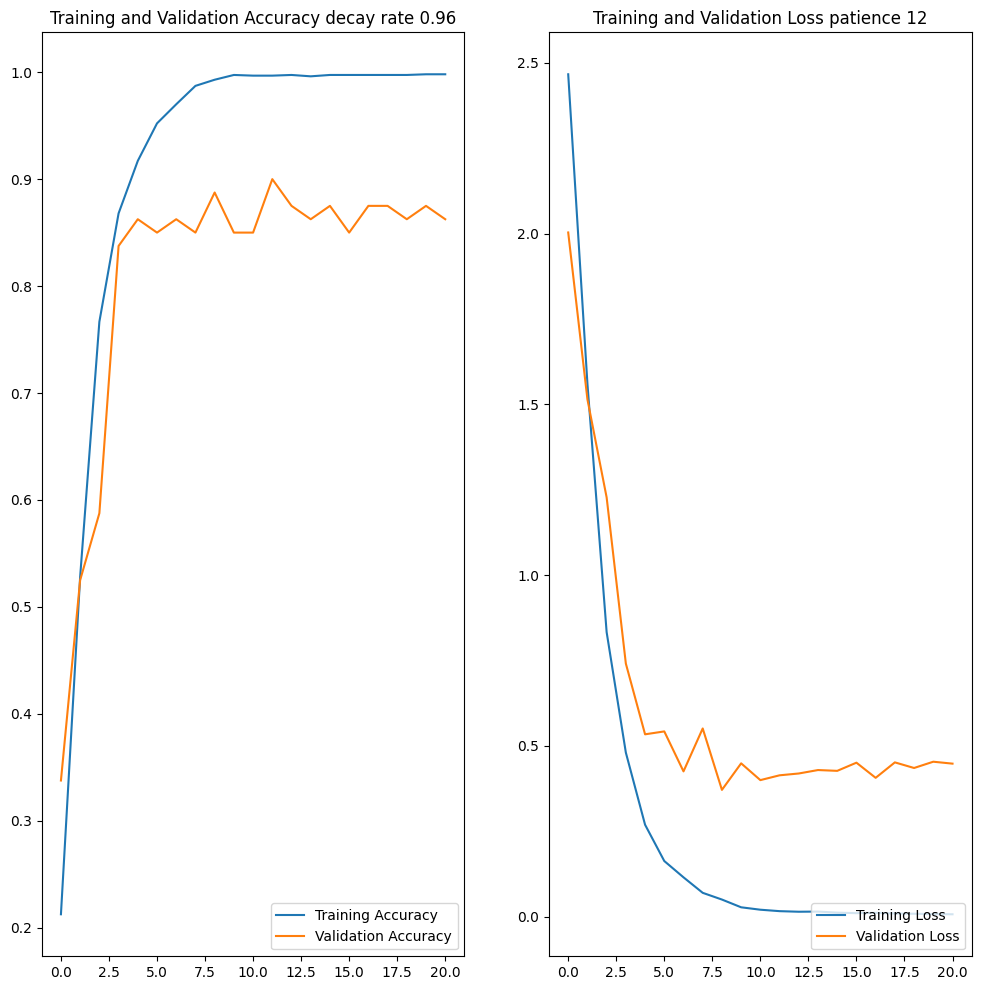 Training and Validation Accuracy decay rate 0.96
1.0
0.9
0.8
0.7
0.6
0.5
0.4
0.3
0.2
0.0 2.5 5.0 7.5 10.0 12.5 15.0 17.5 20.0
Training Accuracy
Validation Accuracy
Training and Validation Loss patience 12
2.5
2.0
1.5
1.0
0.5
0.0
0.0 2.5 5.0 7.5 10.0 12.5 15.0 17.5 20.0
Training Loss
Validation Loss